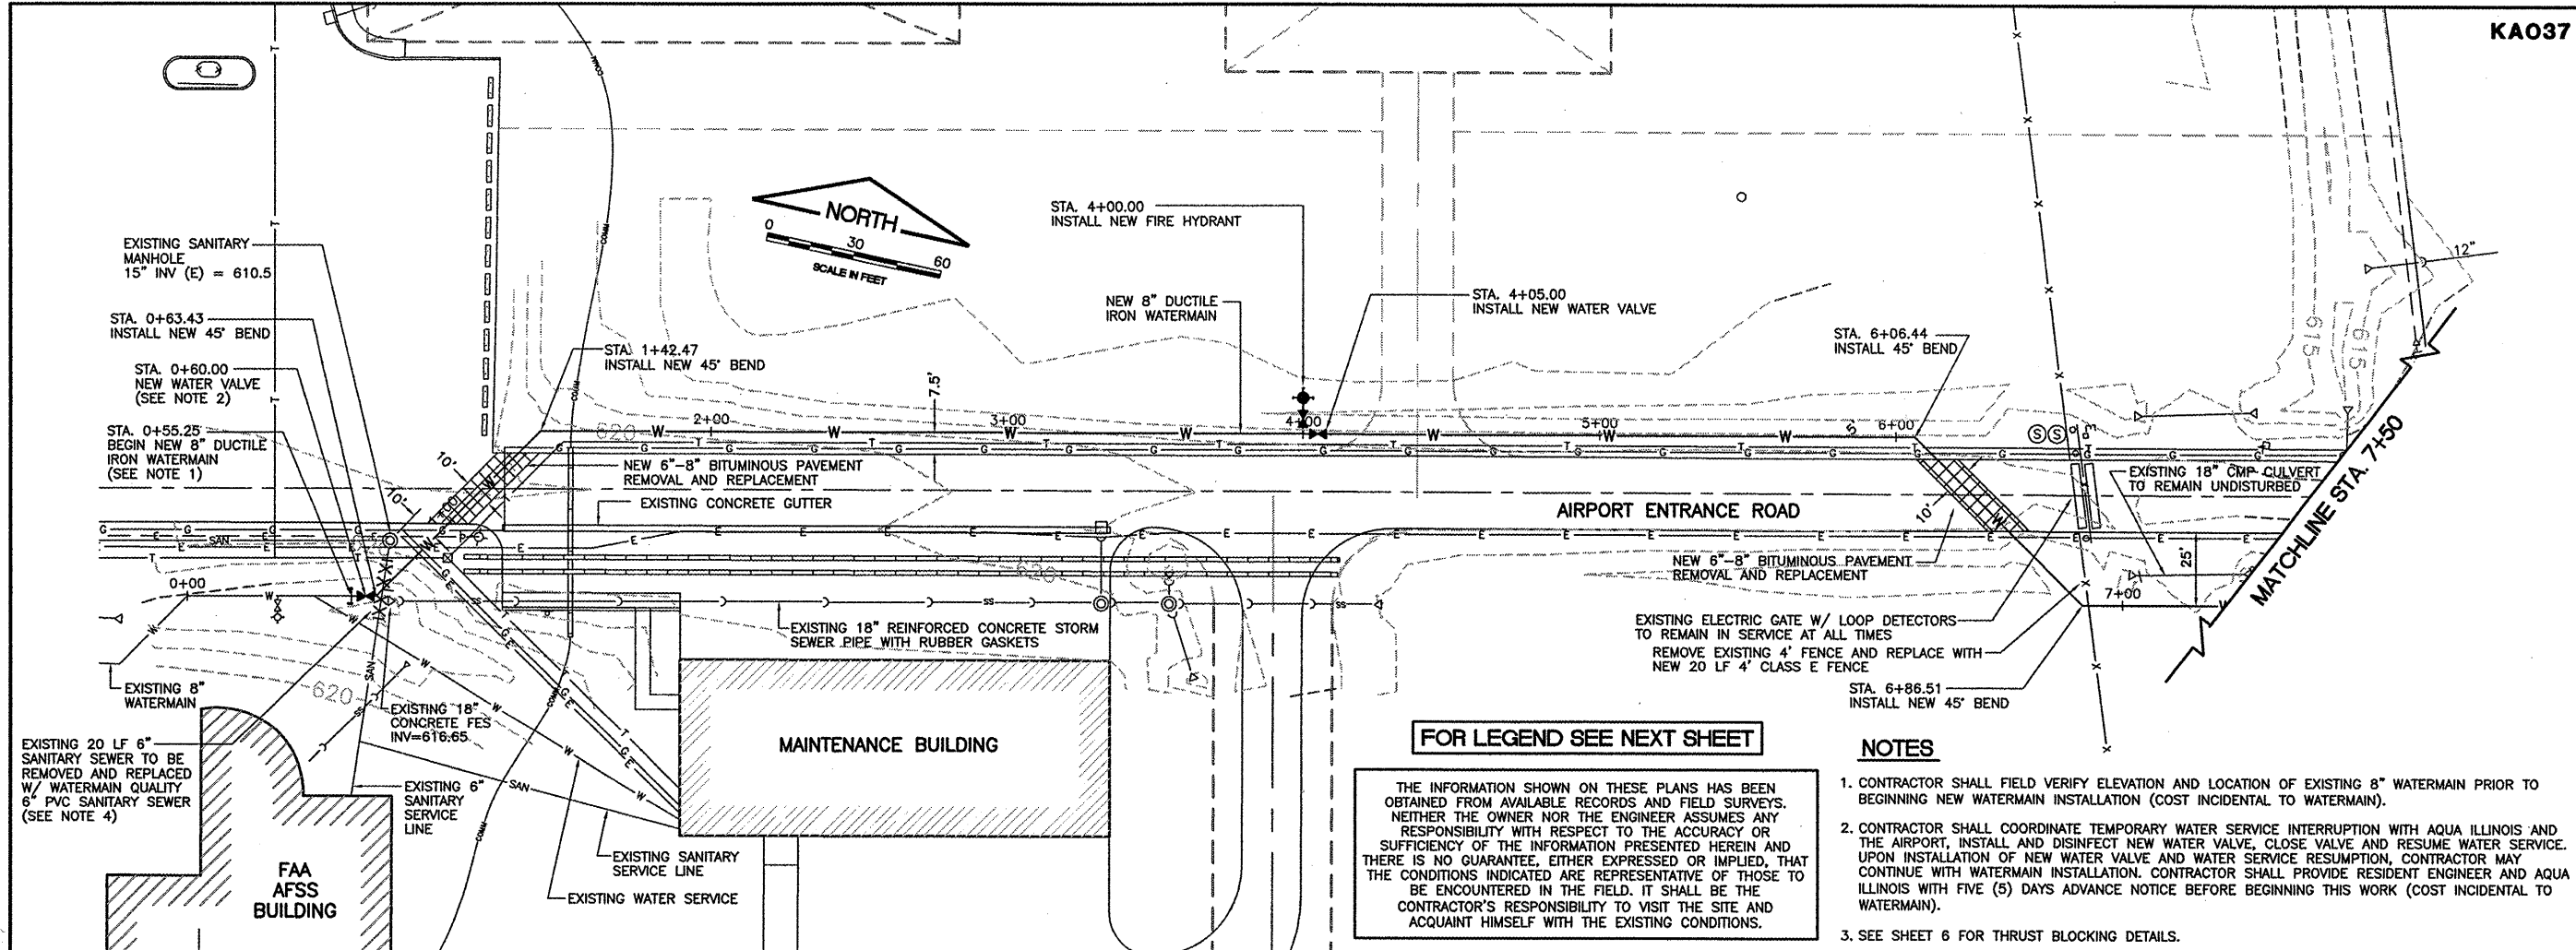 KA037
EXISTING SANITARY
MANHOLE
15" INV (E) = 610.5
STA. 0+63.43
INSTALL NEW 45° BEND
STA. 0+60.00
NEW WATER VALVE
(SEE NOTE 2)
STA. 0+55.25
BEGIN NEW 8" DUCTILE
IRON WATERMAIN
(SEE NOTE 1)
STA. 1+42.47
INSTALL NEW 45° BEND
NORTH
0
30
60
SCALE IN FEET
STA. 4+00.00
INSTALL NEW FIRE HYDRANT
NEW 8" DUCTILE
IRON WATERMAIN
STA. 4+05.00
INSTALL NEW WATER VALVE
STA. 6+06.44
INSTALL 45° BEND
12"
615
615
7.5'
620
2+00
3+00
4+00
5+00
6+00
5'
10'
10'
1+00
NEW 6"-8" BITUMINOUS PAVEMENT
REMOVAL AND REPLACEMENT
EXISTING CONCRETE GUTTER
AIRPORT ENTRANCE ROAD
10'
EXISTING 18" CMP CULVERT
TO REMAIN UNDISTURBED
MATCHLINE STA. 7+50
NEW 6"-8" BITUMINOUS PAVEMENT
REMOVAL AND REPLACEMENT
25'
0+00
7+00
620
EXISTING 18" REINFORCED CONCRETE STORM
SEWER PIPE WITH RUBBER GASKETS
EXISTING ELECTRIC GATE W/ LOOP DETECTORS
TO REMAIN IN SERVICE AT ALL TIMES
REMOVE EXISTING 4' FENCE AND REPLACE WITH
NEW 20 LF 4' CLASS E FENCE
STA. 6+86.51
INSTALL NEW 45° BEND
EXISTING 8"
WATERMAIN
620
EXISTING 18"
CONCRETE FES
INV=616.65
EXISTING 20 LF 6"
SANITARY SEWER TO BE
REMOVED AND REPLACED
W/ WATERMAIN QUALITY
6" PVC SANITARY SEWER
(SEE NOTE 4)
EXISTING 6"
SANITARY
SERVICE
LINE
MAINTENANCE BUILDING
EXISTING SANITARY
SERVICE LINE
EXISTING WATER SERVICE
FAA
AFSS
BUILDING
FOR LEGEND SEE NEXT SHEET
THE INFORMATION SHOWN ON THESE PLANS HAS BEEN
OBTAINED FROM AVAILABLE RECORDS AND FIELD SURVEYS.
NEITHER THE OWNER NOR THE ENGINEER ASSUMES ANY
RESPONSIBILITY WITH RESPECT TO THE ACCURACY OR
SUFFICIENCY OF THE INFORMATION PRESENTED HEREIN AND
THERE IS NO GUARANTEE, EITHER EXPRESSED OR IMPLIED, THAT
THE CONDITIONS INDICATED ARE REPRESENTATIVE OF THOSE TO
BE ENCOUNTERED IN THE FIELD. IT SHALL BE THE
CONTRACTOR'S RESPONSIBILITY TO VISIT THE SITE AND
ACQUAINT HIMSELF WITH THE EXISTING CONDITIONS.
NOTES
1. CONTRACTOR SHALL FIELD VERIFY ELEVATION AND LOCATION OF EXISTING 8" WATERMAIN PRIOR TO
BEGINNING NEW WATERMAIN INSTALLATION (COST INCIDENTAL TO WATERMAIN).
2. CONTRACTOR SHALL COORDINATE TEMPORARY WATER SERVICE INTERRUPTION WITH AQUA ILLINOIS AND
THE AIRPORT, INSTALL AND DISINFECT NEW WATER VALVE, CLOSE VALVE AND RESUME WATER SERVICE.
UPON INSTALLATION OF NEW WATER VALVE AND WATER SERVICE RESUMPTION, CONTRACTOR MAY
CONTINUE WITH WATERMAIN INSTALLATION. CONTRACTOR SHALL PROVIDE RESIDENT ENGINEER AND AQUA
ILLINOIS WITH FIVE (5) DAYS ADVANCE NOTICE BEFORE BEGINNING THIS WORK (COST INCIDENTAL TO
WATERMAIN).
3. SEE SHEET 6 FOR THRUST BLOCKING DETAILS.